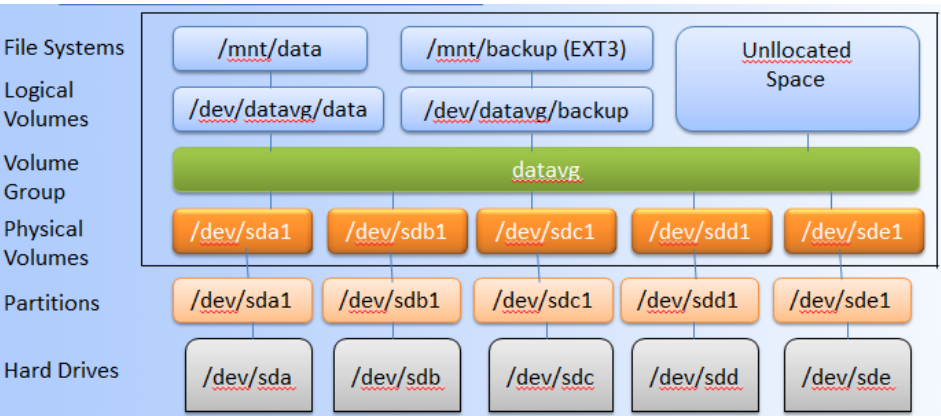 File Systems
/mnt/data
/mnt/backup (EXT3)
Unllocated
Space
Logical
Volumes
/dev/datavg/data
/dev/datavg/backup
Volume
Group
datavg
Physical
Volumes
/dev/sda1
/dev/sdb1
/dev/sdc1
/dev/sdd1
/dev/sde1
Partitions
/dev/sda1
/dev/sdb1
/dev/sdc1
/dev/sdd1
/dev/sde1
Hard Drives
/dev/sda
/dev/sdb
/dev/sdc
/dev/sdd
/dev/sde